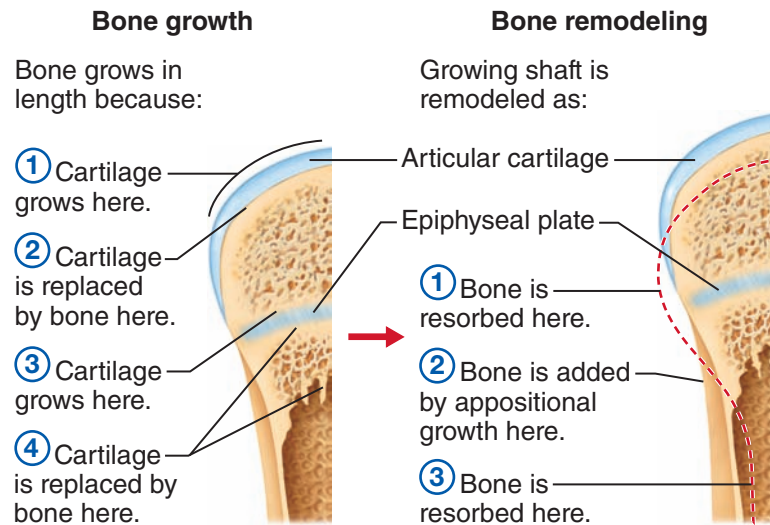 Bone growth
Bone grows in
length because:
1 Cartilage
grows here.
2 Cartilage
is replaced
by bone here.
3 Cartilage
grows here.
4 Cartilage
is replaced by
bone here.
Bone remodeling
Growing shaft is
remodeled as:
Articular cartilage
Epiphyseal plate
1 Bone is
resorbed here.
2 Bone is added
by appositional
growth here.
3 Bone is
resorbed here.